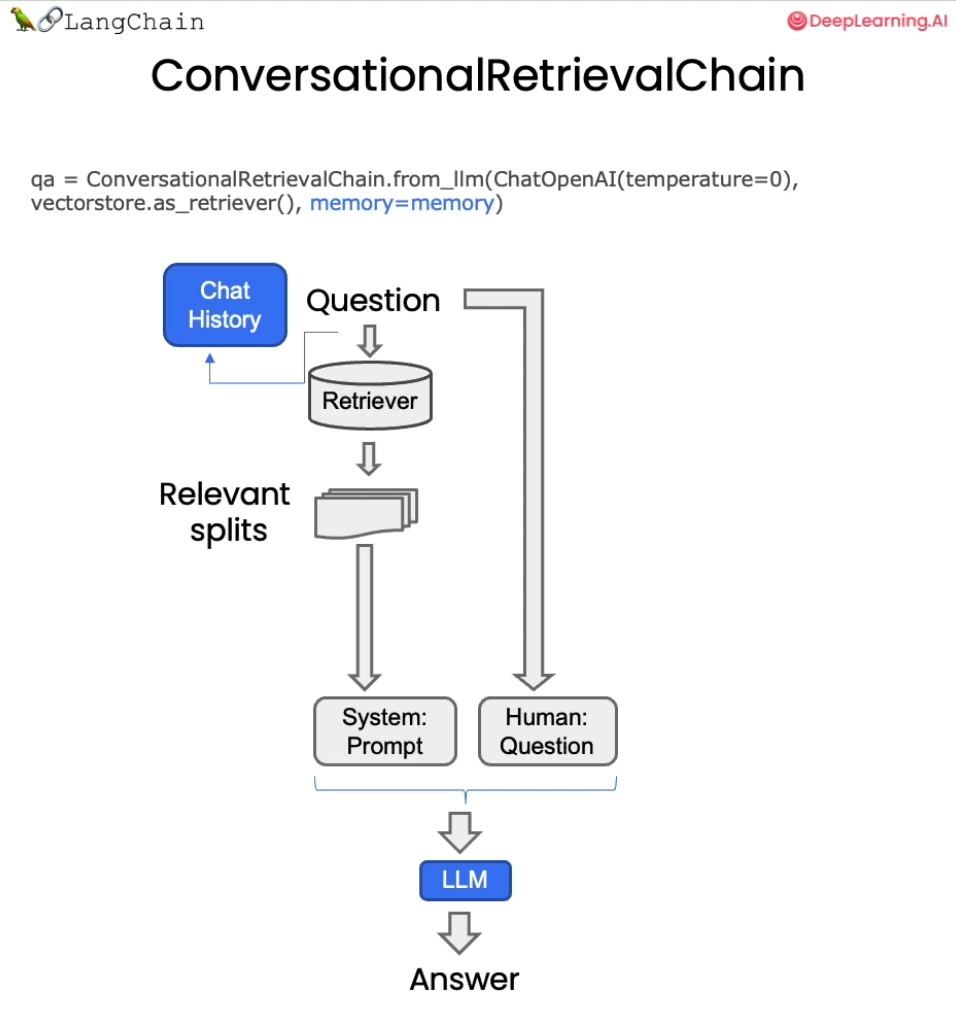 LangChain
DeepLearning.AI
ConversationalRetrievalChain
qa = ConversationalRetrievalChain.from_llm(ChatOpenAI(temperature=0),
vectorstore.as_retriever(), memory=memory)
Chat
History
Question
Retriever
Relevant
splits
System:
Prompt
Human:
Question
LLM
Answer